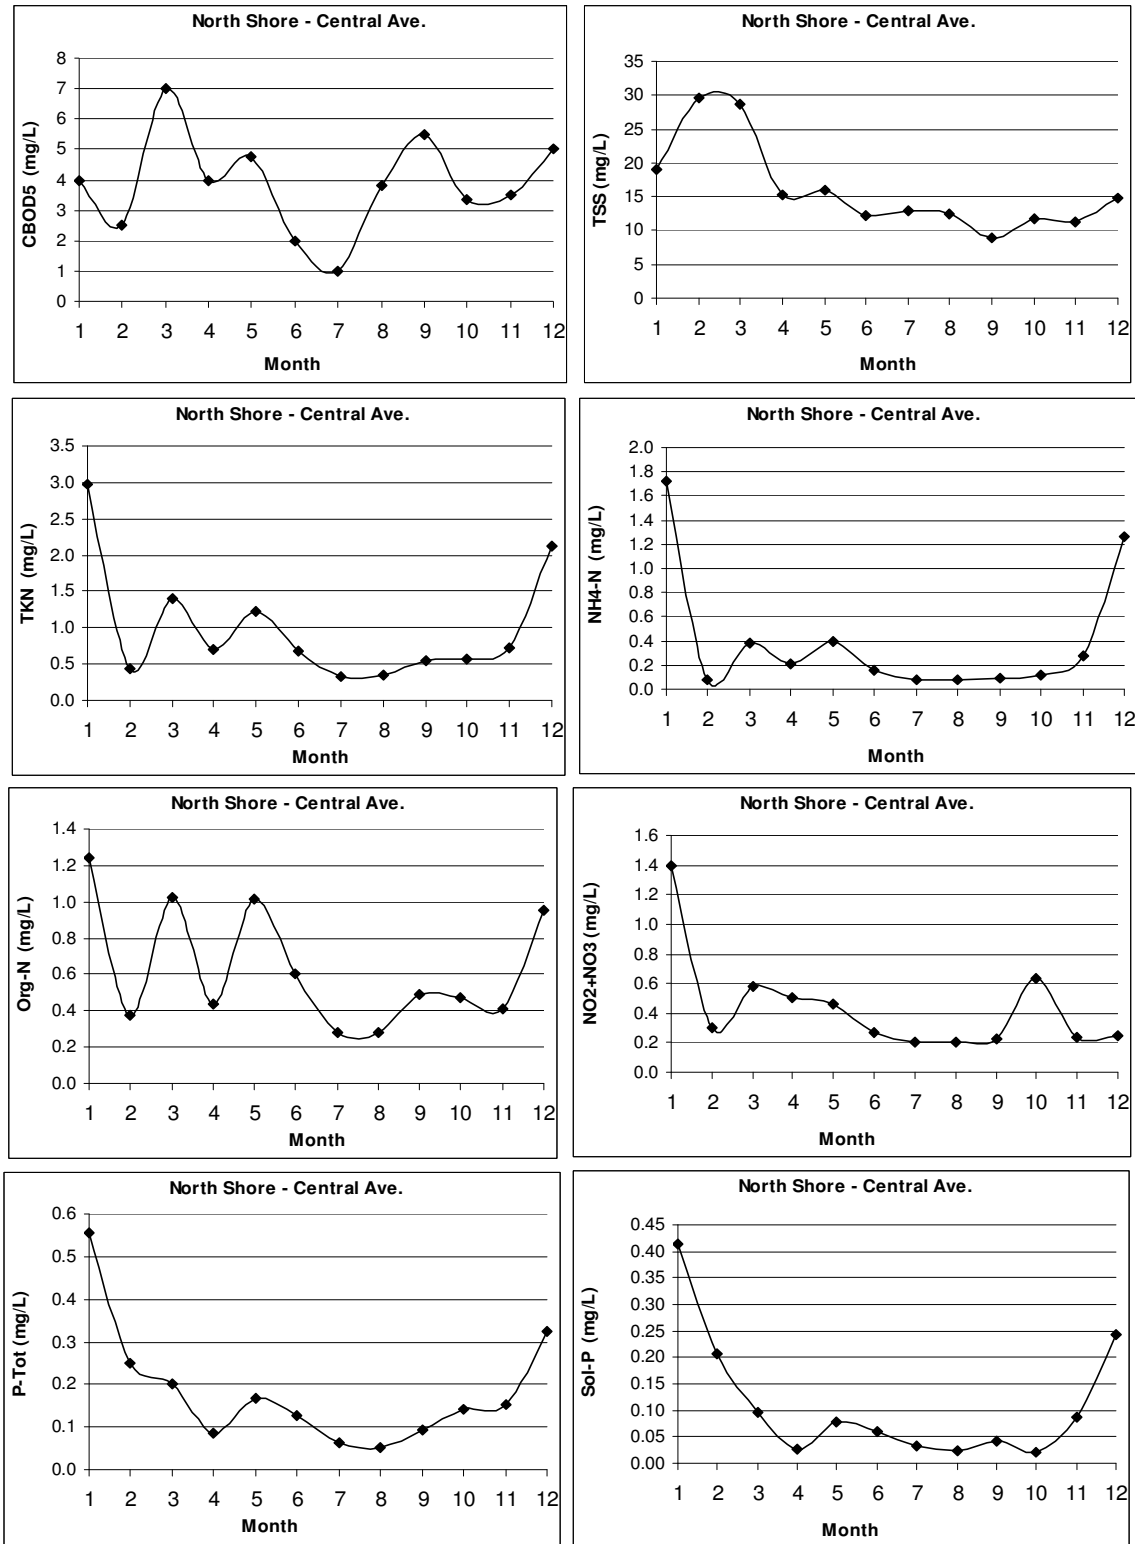 North Shore - Central Ave.
CBOD5 (mg/L)
8
7
6
5
4
3
2
1
0
1 2 3 4 5 6 7 8 9 10 11 12
Month
North Shore - Central Ave.
TSS (mg/L)
35
30
25
20
15
10
5
0
1 2 3 4 5 6 7 8 9 10 11 12
Month
North Shore - Central Ave.
TKN (mg/L)
3.5
3.0
2.5
2.0
1.5
1.0
0.5
0.0
1 2 3 4 5 6 7 8 9 10 11 12
Month
North Shore - Central Ave.
NH4-N (mg/L)
2.0
1.8
1.6
1.4
1.2
1.0
0.8
0.6
0.4
0.2
0.0
1 2 3 4 5 6 7 8 9 10 11 12
Month
North Shore - Central Ave.
Org-N (mg/L)
1.4
1.2
1.0
0.8
0.6
0.4
0.2
0.0
1 2 3 4 5 6 7 8 9 10 11 12
Month
North Shore - Central Ave.
NO2+NO3 (mg/L)
1.6
1.4
1.2
1.0
0.8
0.6
0.4
0.2
0.0
1 2 3 4 5 6 7 8 9 10 11 12
Month
North Shore - Central Ave.
P-Tot (mg/L)
0.6
0.5
0.4
0.3
0.2
0.1
0.0
1 2 3 4 5 6 7 8 9 10 11 12
Month
North Shore - Central Ave.
Sol-P (mg/L)
0.45
0.40
0.35
0.30
0.25
0.20
0.15
0.10
0.05
0.00
1 2 3 4 5 6 7 8 9 10 11 12
Month